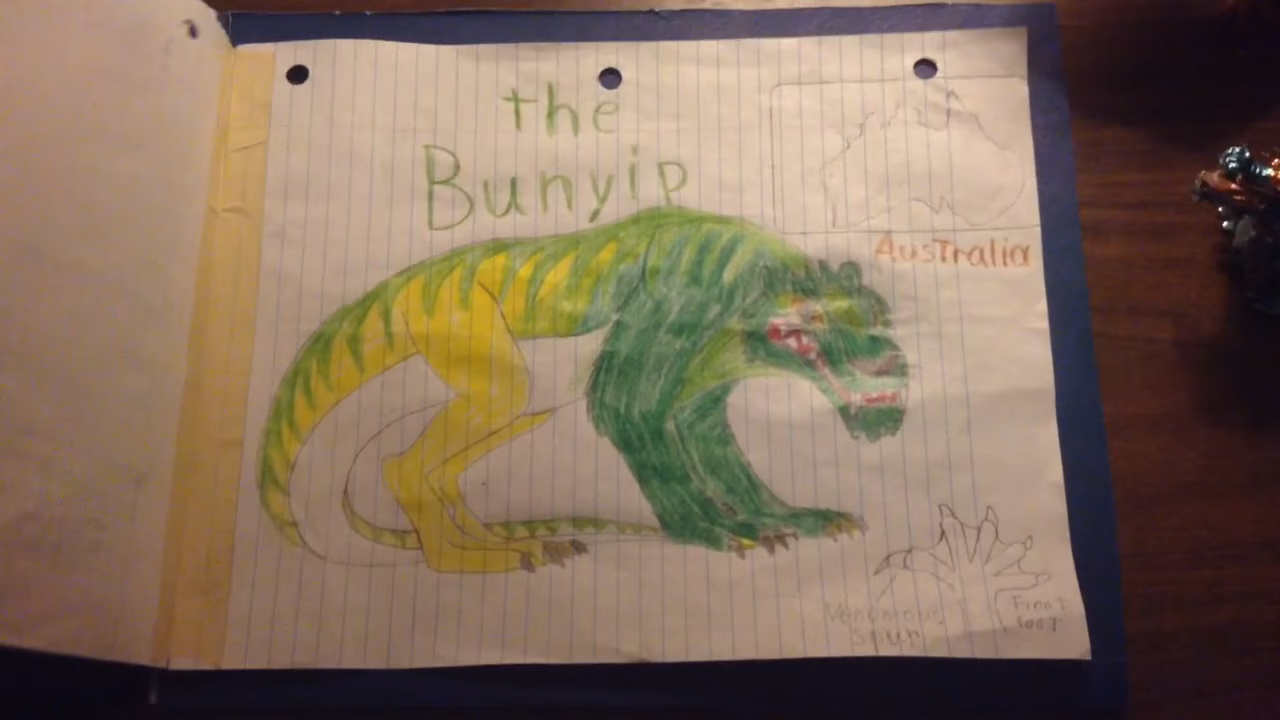 the
Bunyip
Australia
Venomous
spur
Front
foot